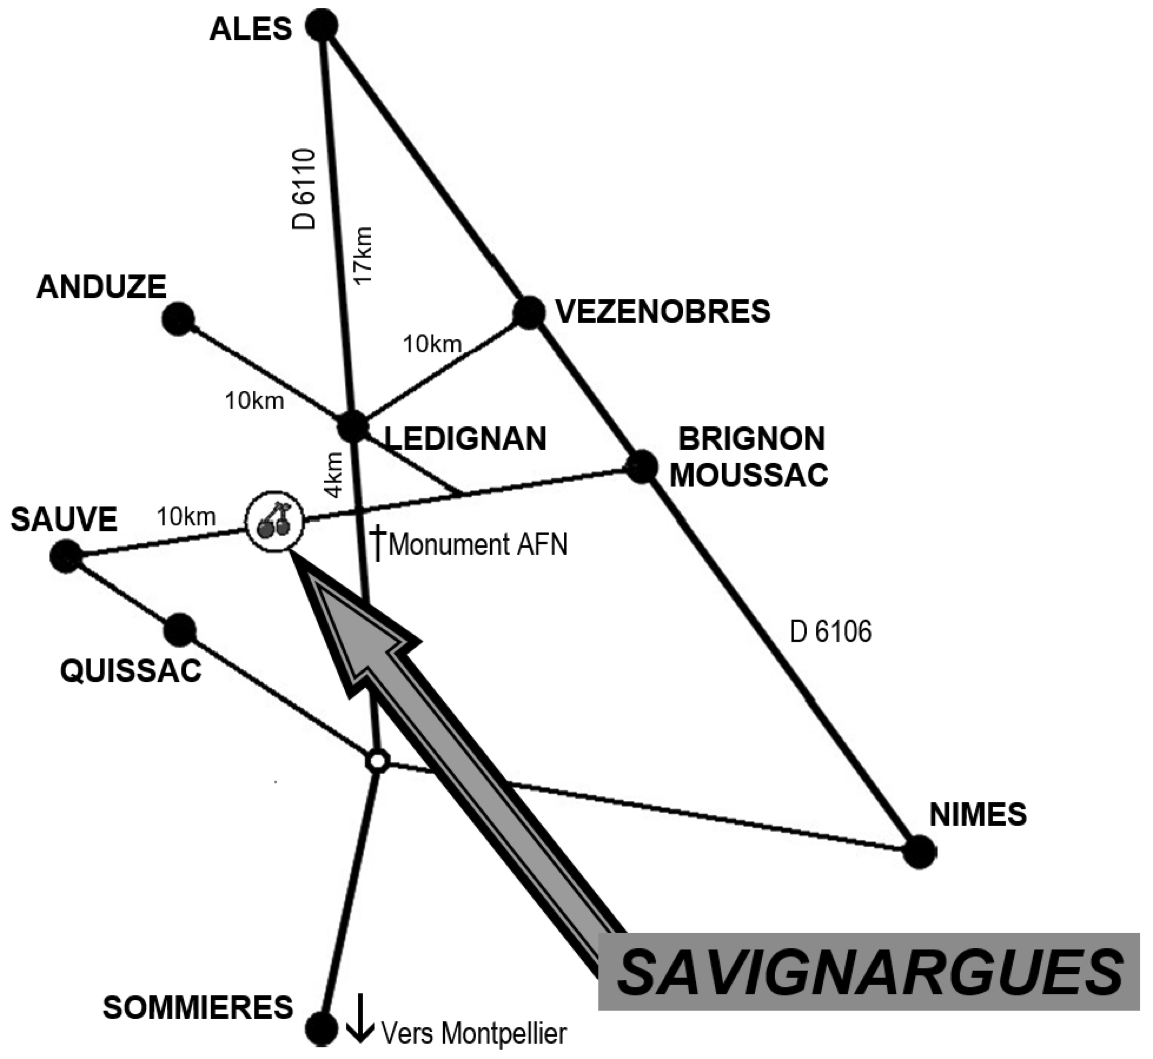 ALES
D 6110
17km
ANDUZE
VEZENOBRES
10km
10km
LEDIGNAN
BRIGNON
MOUSSAC
4km
SAUVE
10km
Monument AFN
D 6106
QUISSAC
NIMES
SAVIGNARGUES
SOMMIERES
Vers Montpellier